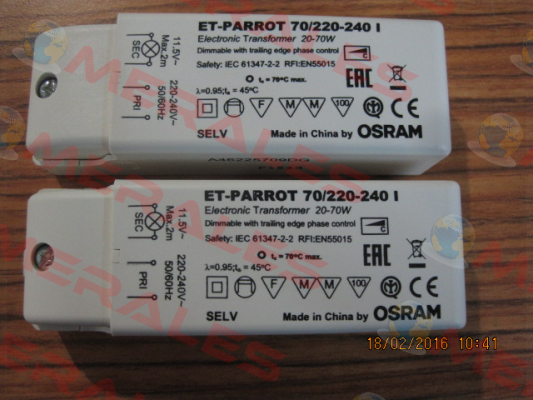 ET-PARROT 70/220-240 I
Electronic Transformer 20-70W
Dimmable with trailing edge phase control
Safety: IEC 61347-2-2 RFI:EN55015
tc = 79°C max.
λ=0.95;ta = 45°C
F M M 100
SELV Made in China by OSRAM
EAC
CE
11.5V~
Max.2m
SEC
220-240V~
50/60Hz
PRI
ET-PARROT 70/220-240 I
Electronic Transformer 20-70W
Dimmable with trailing edge phase control
Safety: IEC 61347-2-2 RFI:EN55015
tc = 79°C max.
λ=0.95;ta = 45°C
F M M 100
SELV Made in China by OSRAM
EAC
CE
11.5V~
Max.2m
SEC
220-240V~
50/60Hz
PRI
18/02/2016 10:41
MERALES